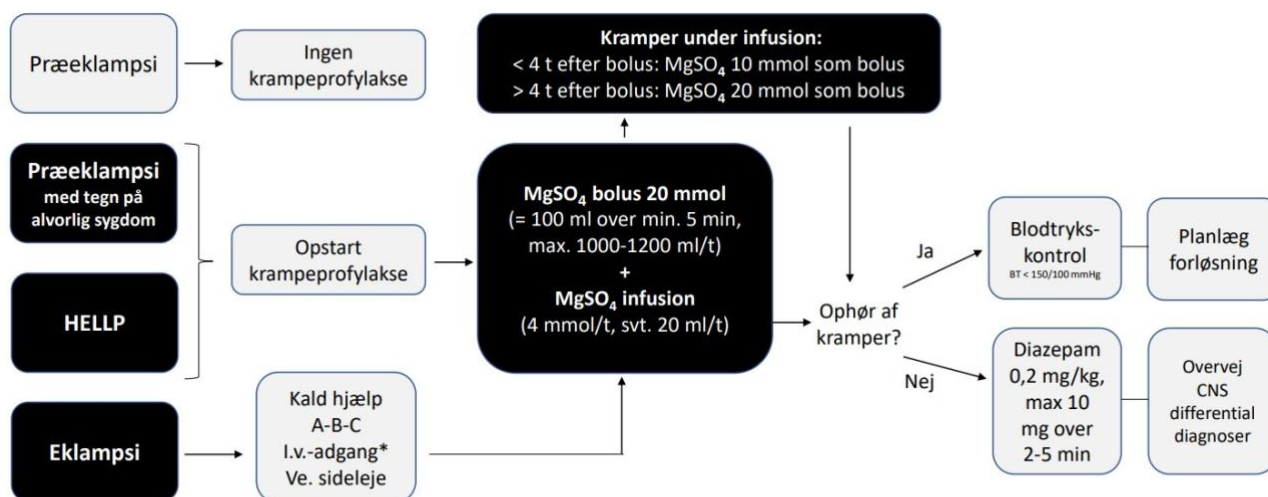 Præeklampsi
Ingen
krampeprofylakse
Kramper under infusion:
< 4 t efter bolus: MgSO₄ 10 mmol som bolus
> 4 t efter bolus: MgSO₄ 20 mmol som bolus
Præeklampsi
med tegn på
alvorlig sygdom
HELLP
Opstart
krampeprofylakse
MgSO₄ bolus 20 mmol
(= 100 ml over min. 5 min,
max. 1000-1200 ml/t)
+
MgSO₄ infusion
(4 mmol/t, svt. 20 ml/t)
Eklampsi
Kald hjælp
A-B-C
I.v.-adgang*
Ve. sideleje
Ophør af
kramper?
Ja
Blodtryks-
kontrol
BT < 150/100 mmHg
Planlæg
forløsning
Nej
Diazepam
0,2 mg/kg,
max 10
mg over
2-5 min
Overvej
CNS
differential
diagnoser